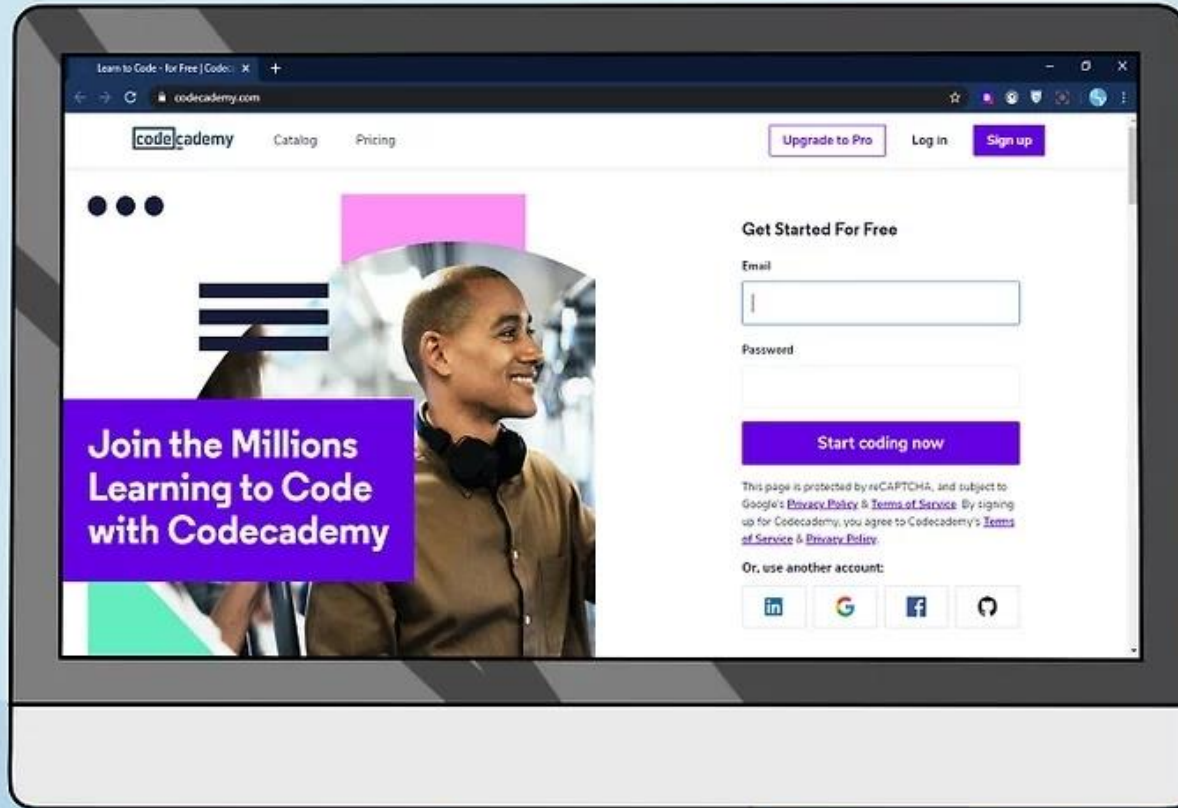 Learn to Code - for Free | Codec
codecademy.com
codecademy
Catalog
Pricing
Upgrade to Pro
Log in
Sign up
Join the Millions
Learning to Code
with Codecademy
Get Started For Free
Email
Password
Start coding now
This page is protected by reCAPTCHA, and subject to
Google's Privacy Policy & Terms of Service. By signing
up for Codecademy, you agree to Codecademy's Terms
of Service & Privacy Policy.
Or, use another account:
in
G
f